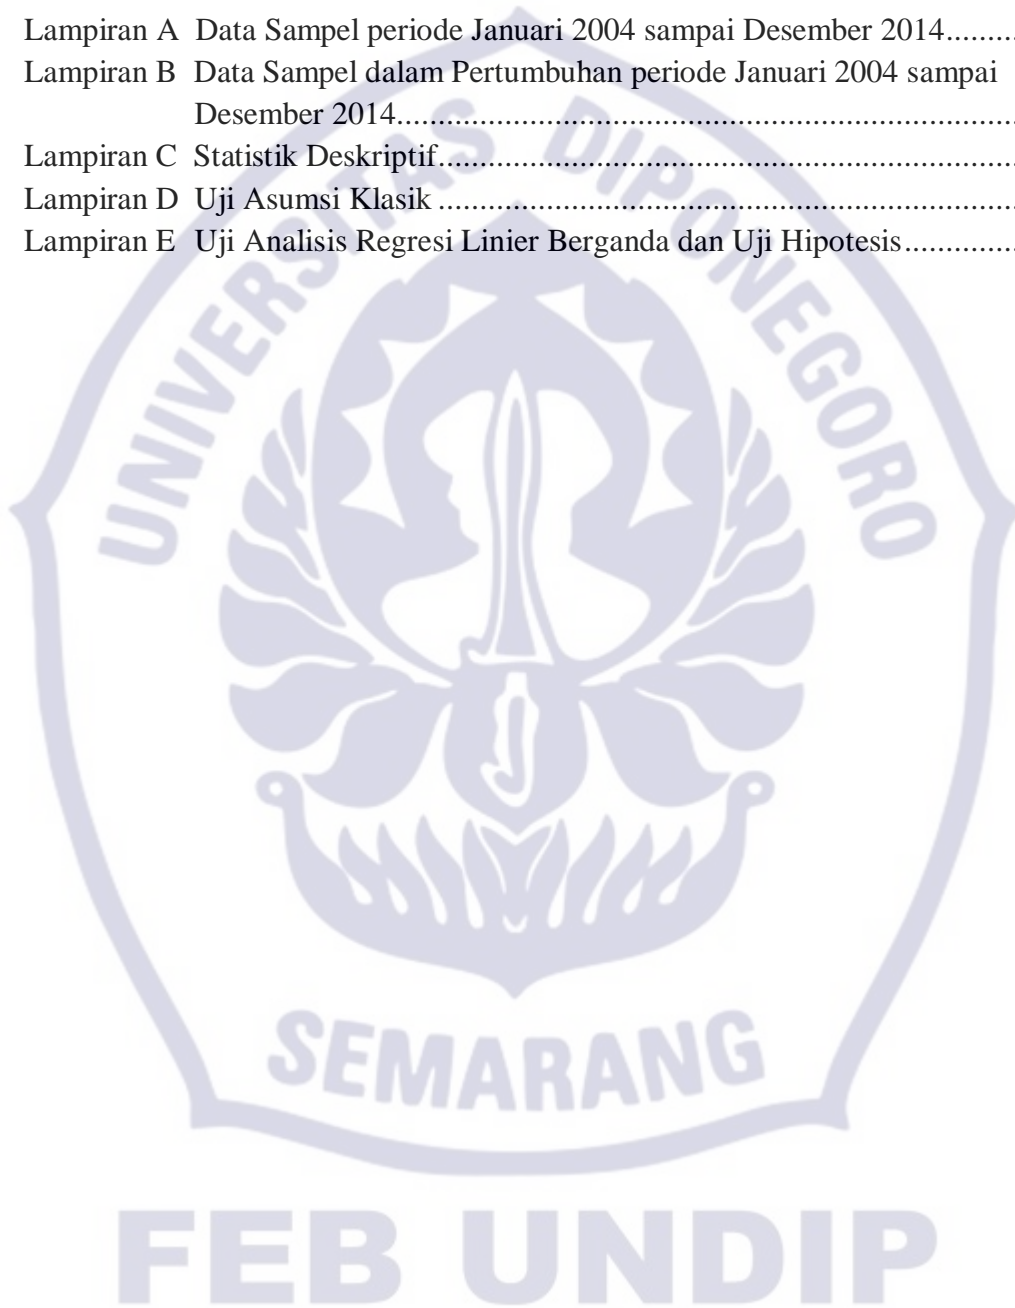 Lampiran A Data Sampel periode Januari 2004 sampai Desember 2014.........
Lampiran B Data Sampel dalam Pertumbuhan periode Januari 2004 sampai
Desember 2014...............................................................................
Lampiran C Statistik Deskriptif.........................................................................
Lampiran D Uji Asumsi Klasik .........................................................................
Lampiran E Uji Analisis Regresi Linier Berganda dan Uji Hipotesis..............
UNIVERSITAS DIPONEGORO
SEMARANG
FEB UNDIP